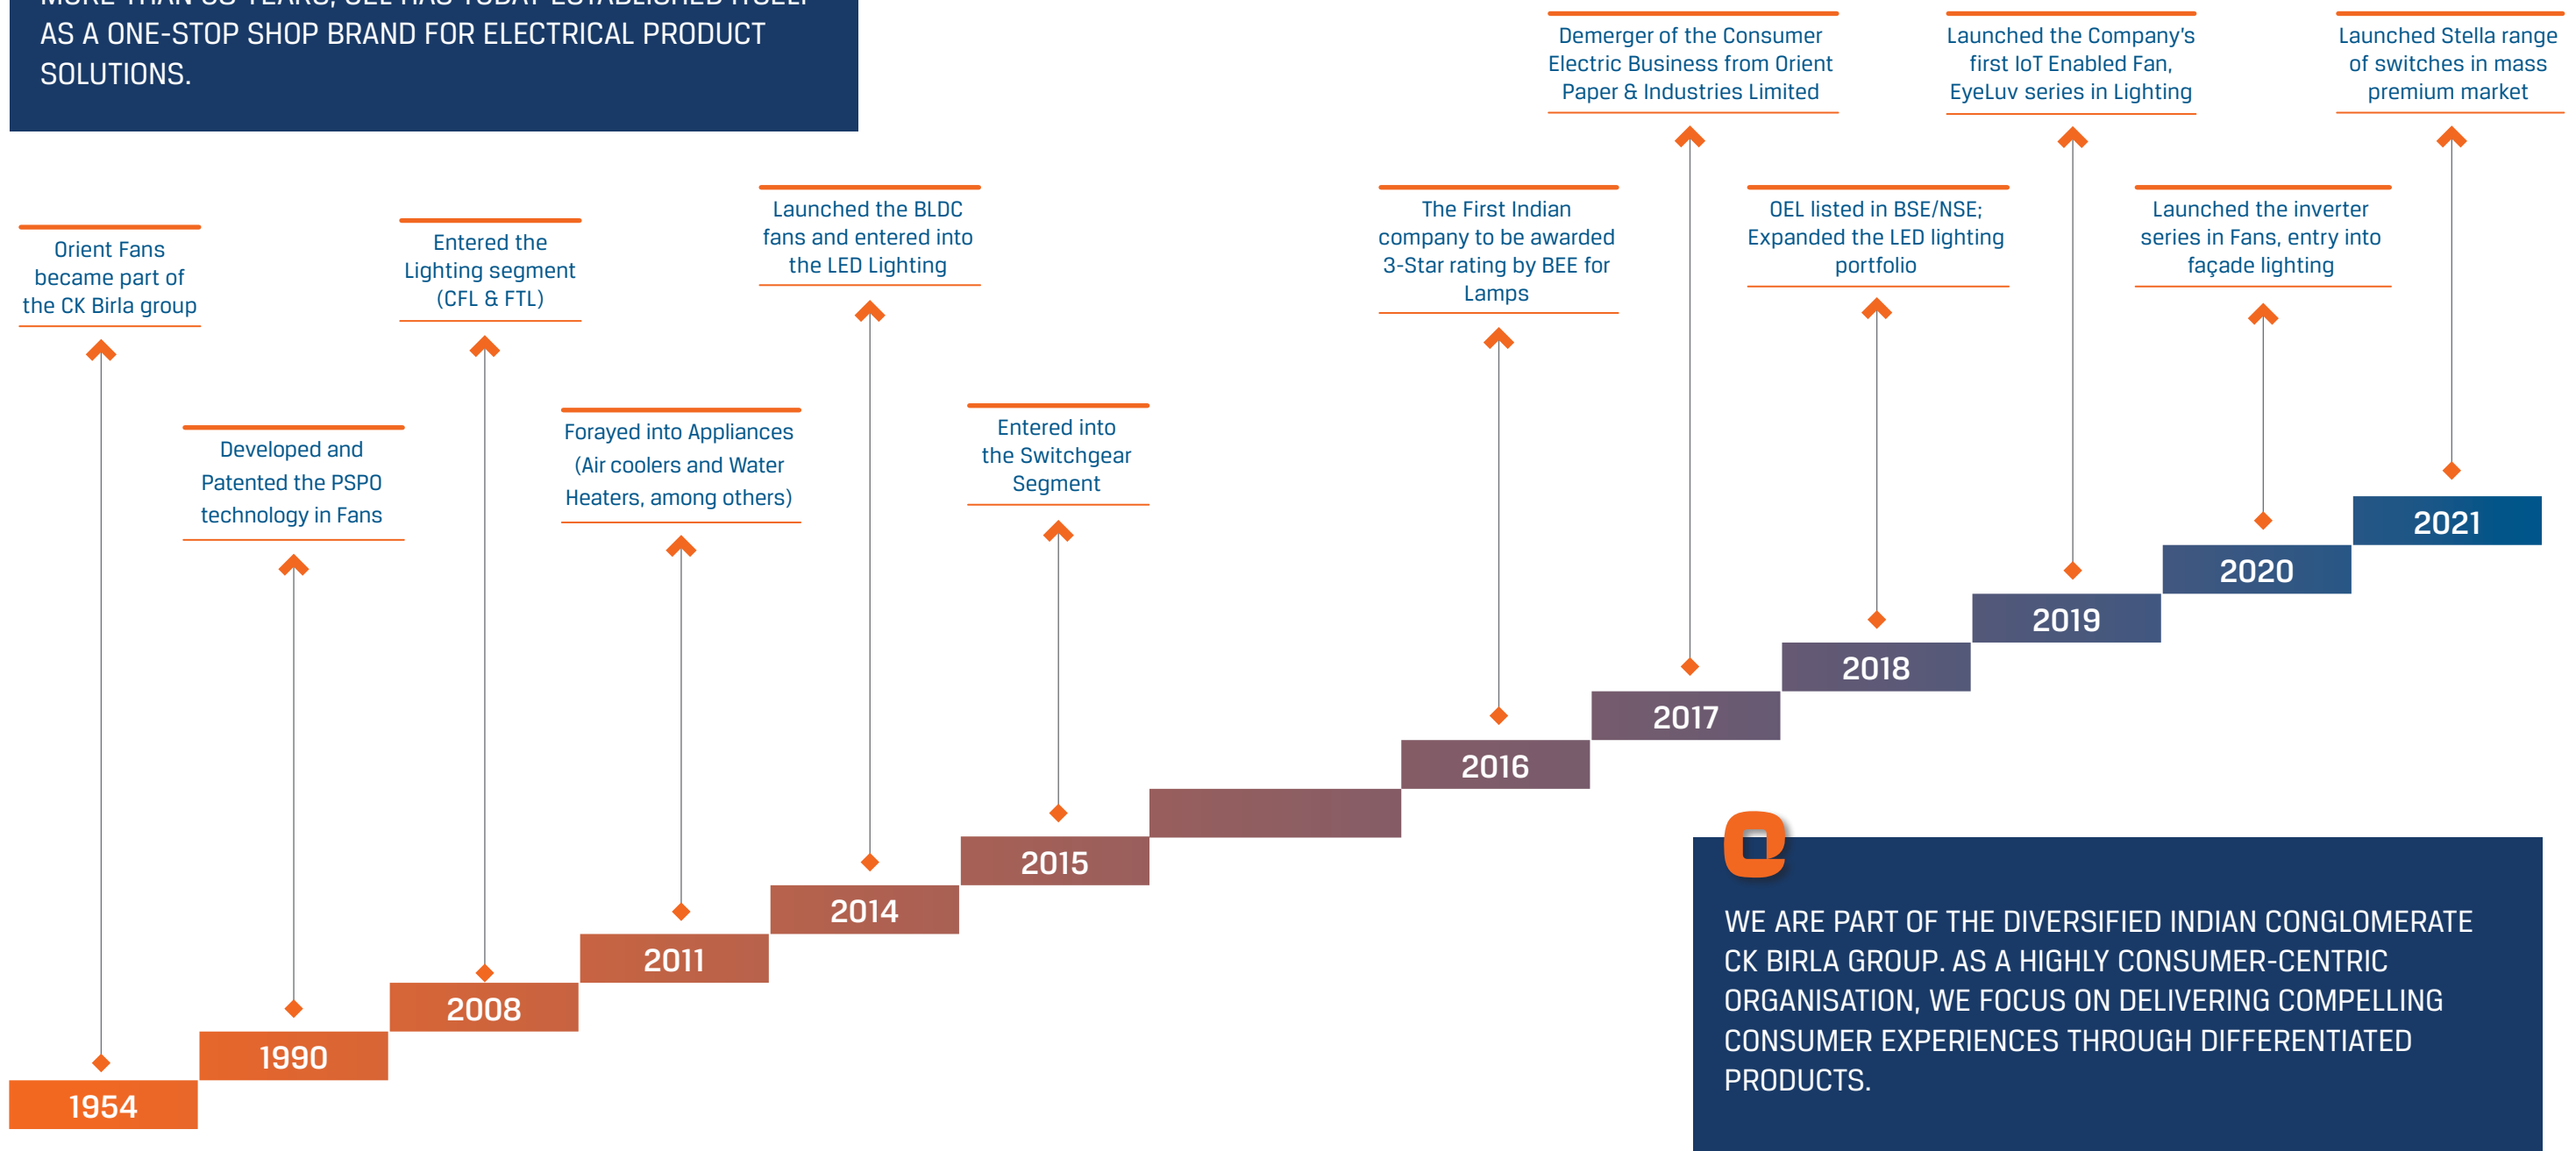 AS A ONE-STOP SHOP BRAND FOR ELECTRICAL PRODUCT
SOLUTIONS.
Orient Fans
became part of
the CK Birla group
1954
Developed and
Patented the PSPO
technology in Fans
1990
Entered the
Lighting segment
(CFL & FTL)
2008
Forayed into Appliances
(Air coolers and Water
Heaters, among others)
2011
Launched the BLDC
fans and entered into
the LED Lighting
2014
Entered into
the Switchgear
Segment
2015
The First Indian
company to be awarded
3-Star rating by BEE for
Lamps
2016
Demerger of the Consumer
Electric Business from Orient
Paper & Industries Limited
2017
OEL listed in BSE/NSE;
Expanded the LED lighting
portfolio
2018
Launched the Company's
first IoT Enabled Fan,
EyeLuv series in Lighting
2019
Launched the inverter
series in Fans, entry into
façade lighting
2020
Launched Stella range
of switches in mass
premium market
2021
WE ARE PART OF THE DIVERSIFIED INDIAN CONGLOMERATE
CK BIRLA GROUP. AS A HIGHLY CONSUMER-CENTRIC
ORGANISATION, WE FOCUS ON DELIVERING COMPELLING
CONSUMER EXPERIENCES THROUGH DIFFERENTIATED
PRODUCTS.